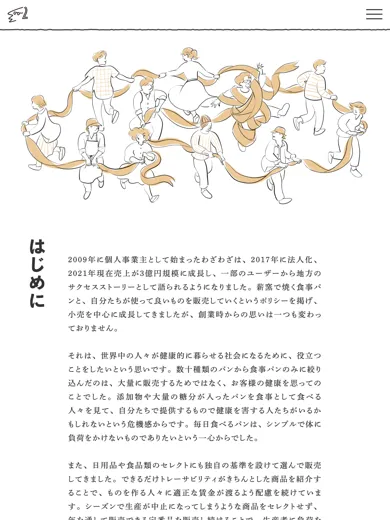 はじめに
2009年に個人事業主として始まったわざわざは、2017年に法人化、
2021年現在売上が3億円規模に成長し、一部のユーザーから地方の
サクセスストーリーとして語られるようになりました。薪窯で焼く食事パ
ンと、自分たちが使って良いものを販売していくというポリシーを掲げ、
小売を中心に成長してきましたが、創業時からの思いは一つも変わっ
ておりません。
それは、世界中の人々が健康的に暮らせる社会になるために、役立つ
ことをしたいという思いです。数十種類のパンから食事パンのみに絞り
込んだのは、大量に販売するためではなく、お客様の健康を思っての
ことでした。添加物や大量の糖分が入ったパンを食事として食べる
人々を見て、自分たちで提供するもので健康を害する人たちがいるか
もしれないという危機感からです。毎日食べるパンは、シンプルで体に
負荷をかけないものでありたいという一心からでした。
また、日用品や食品類のセレクトにも独自の基準を設けて選んで販売
してきました。できるだけトレーサビリティがきちんとした商品を紹介す
ることで、ものを作る人々に適正な賃金が渡るよう配慮を続けていま
す。シーズンで生産が中止になってしまうような商品をセレクトせず、